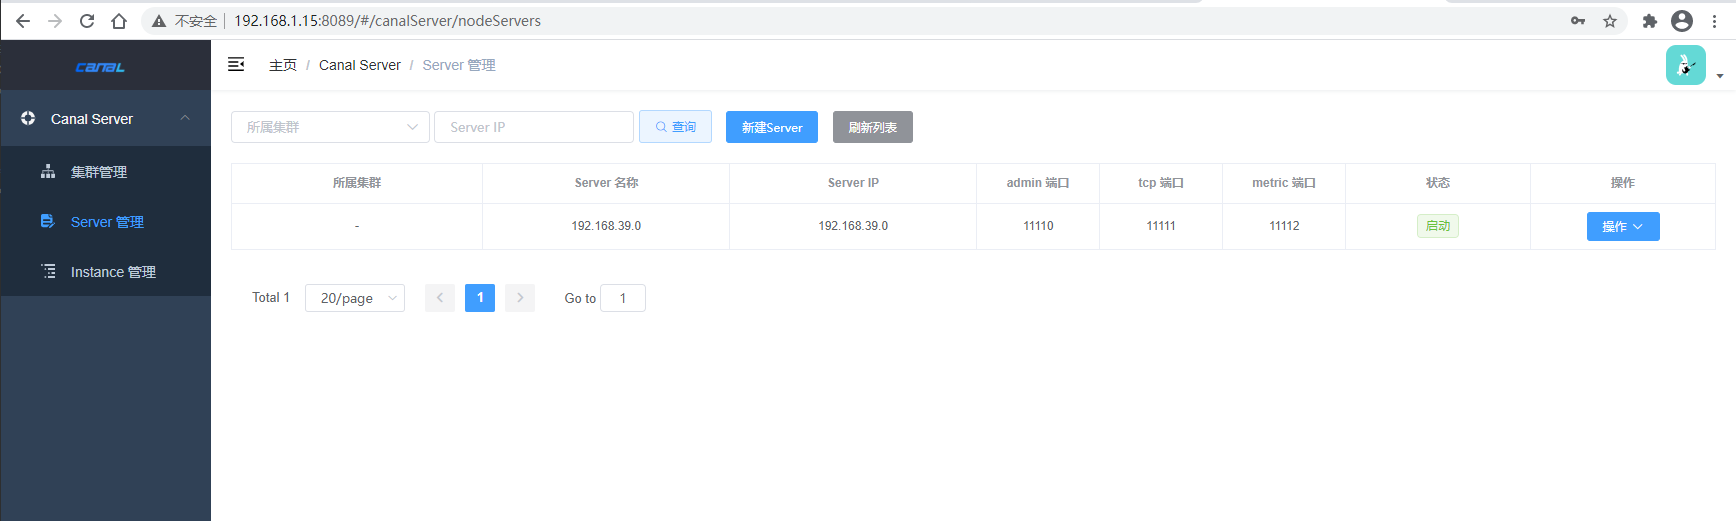 不安全 192.168.1.15:8089/#/canalServer/nodeServers
CANAL
主页 / Canal Server / Server 管理
Canal Server
集群管理
Server 管理
Instance 管理
所属集群 Server IP 查询 新建Server 刷新列表
所属集群 Server 名称 Server IP admin 端口 tcp 端口 metric 端口 状态 操作
- 192.168.39.0 192.168.39.0 11110 11111 11112 启动 操作
Total 1 20/page 1 Go to 1